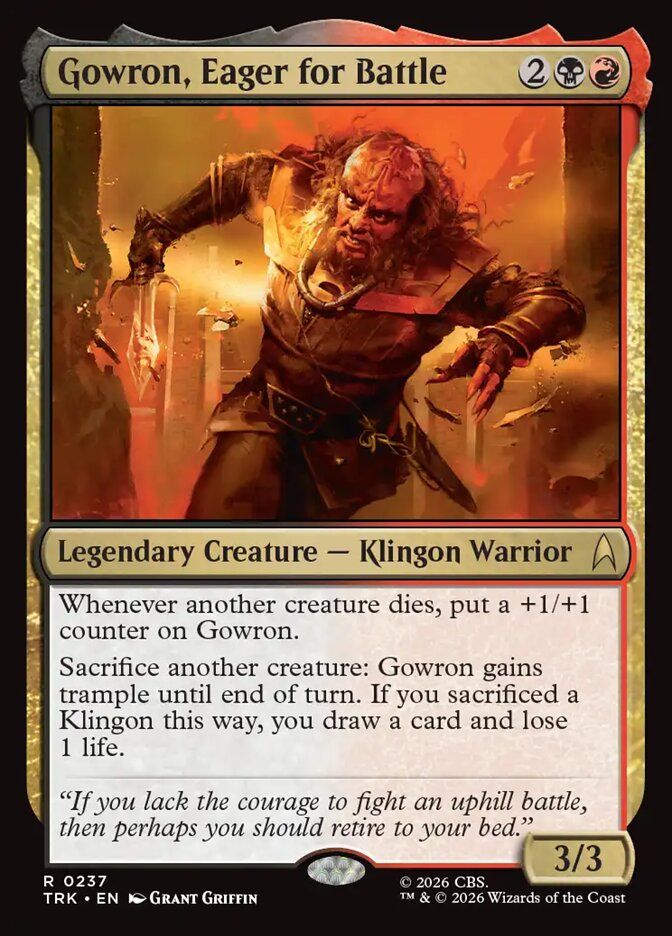 Gowron, Eager for Battle 2
Legendary Creature — Klingon Warrior
Whenever another creature dies, put a +1/+1
counter on Gowron.
Sacrifice another creature: Gowron gains
trample until end of turn. If you sacrificed a
Klingon this way, you draw a card and lose
1 life.
“If you lack the courage to fight an uphill battle,
then perhaps you should retire to your bed.”
3/3
R 0237
TRK • EN GRANT GRIFFIN
© 2026 CBS.
™ & © 2026 Wizards of the Coast